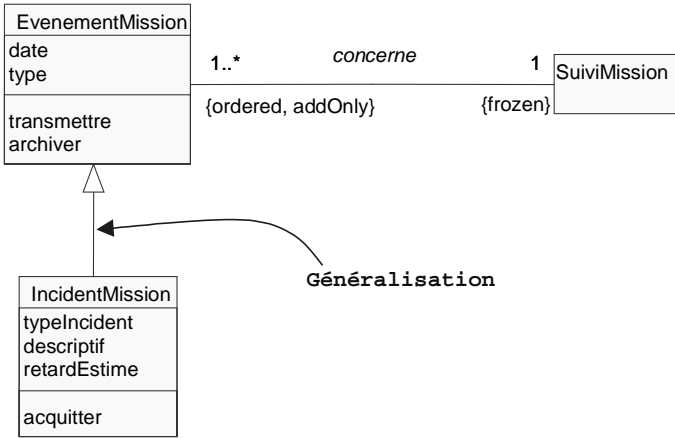 EvenementMission
date
type
transmettre
archiver
1..*
concerne
1
{ordered, addOnly}
{frozen}
SuiviMission
Généralisation
IncidentMission
typeIncident
descriptif
retardEstime
acquitter